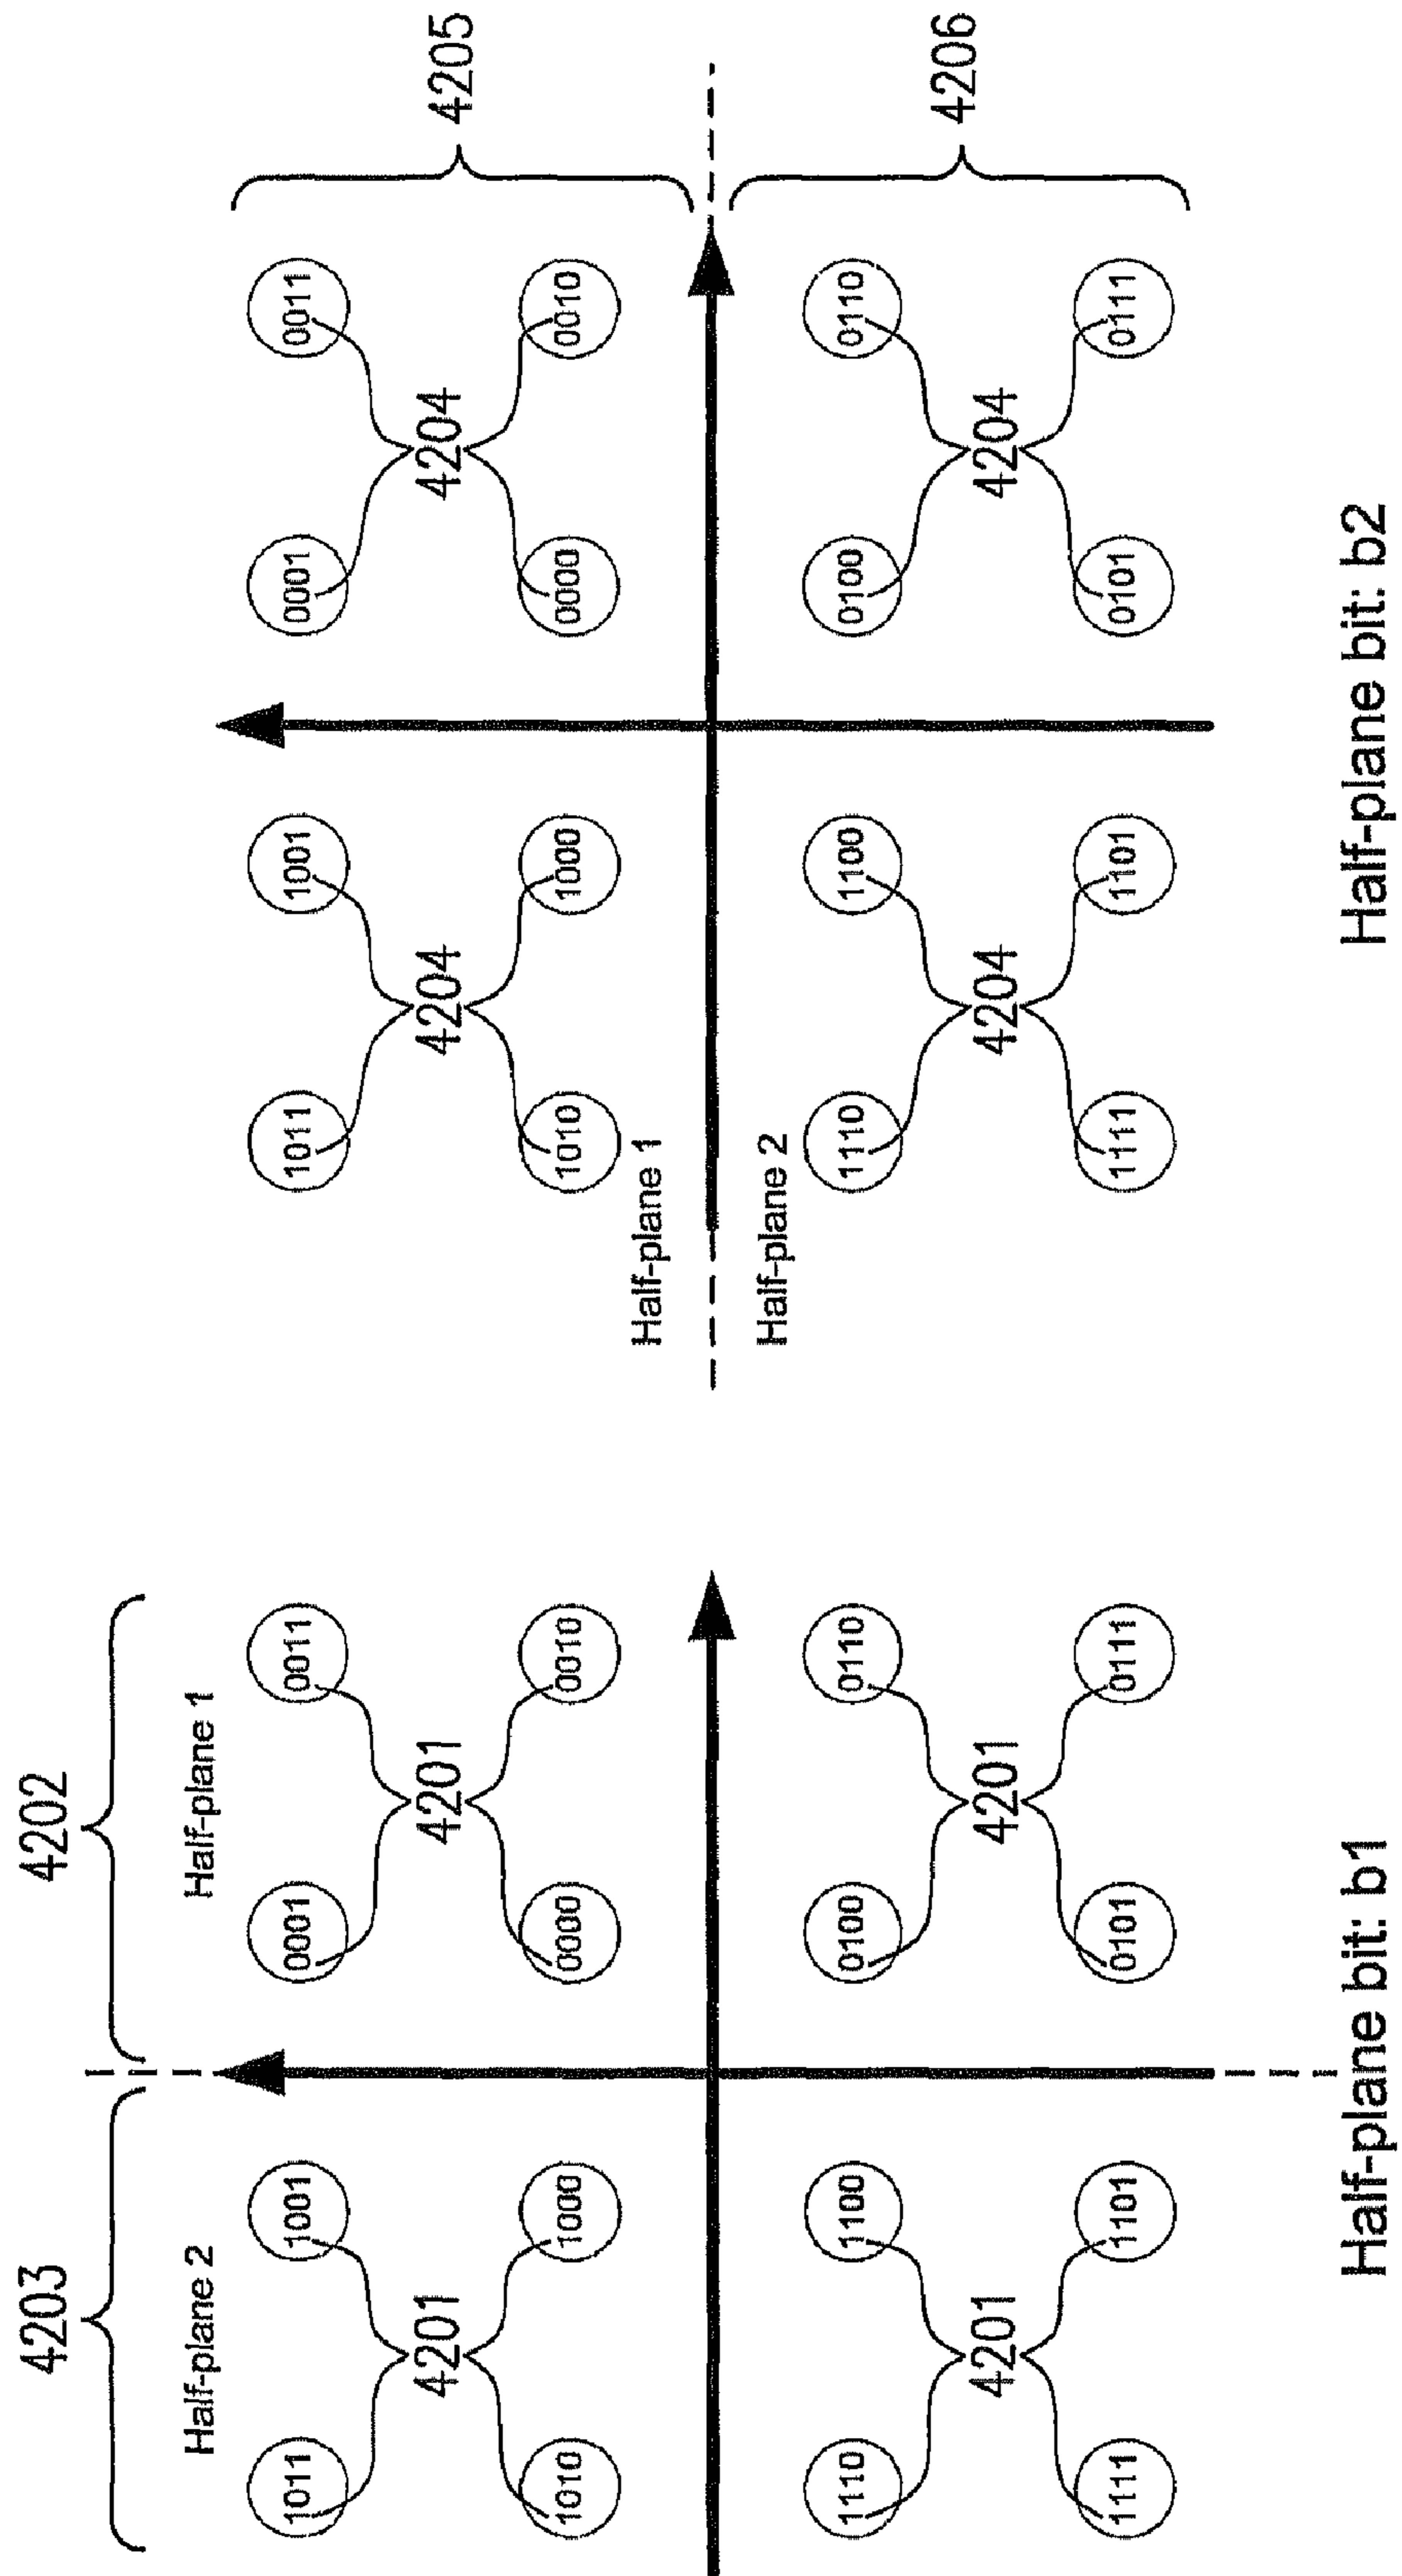 4203 4202
Half-plane 2 Half-plane 1
1011 1001 0001 0011
4201 4201
1010 1000 0000 0010
1110 1100 0100 0110
4201 4201
1111 1101 0101 0111
Half-plane bit: b1
1011 1001 0001 0011
4204 4204 4205
1010 1000 0000 0010
Half-plane 1
Half-plane 2
1110 1100 0100 0110
4204 4204 4206
1111 1101 0101 0111
Half-plane bit: b2